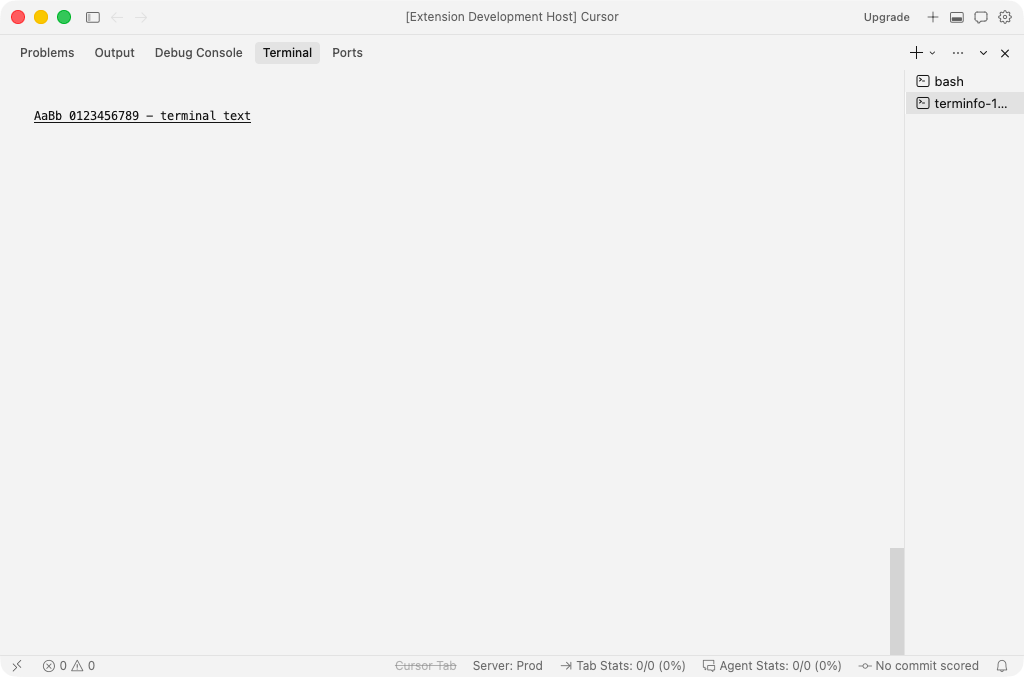 [Extension Development Host] Cursor
Upgrade
Problems Output Debug Console Terminal Ports
bash
terminfo-1...
AaBb 0123456789 — terminal text
0 0 Cursor Tab Server: Prod Tab Stats: 0/0 (0%) Agent Stats: 0/0 (0%) No commit scored